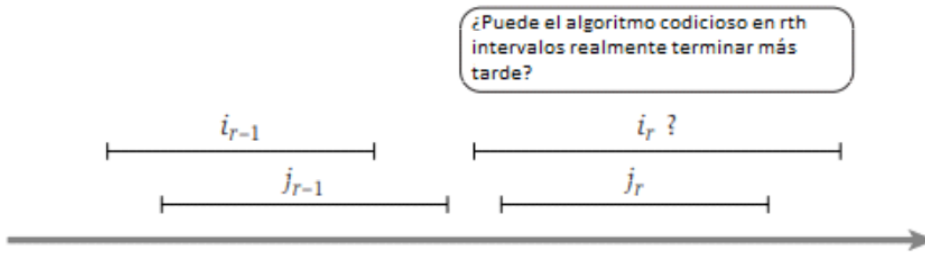 ¿Puede el algoritmo codicioso en rth
intervalos realmente terminar más
tarde?
i_{r-1}
i_r ?
j_{r-1}
j_r